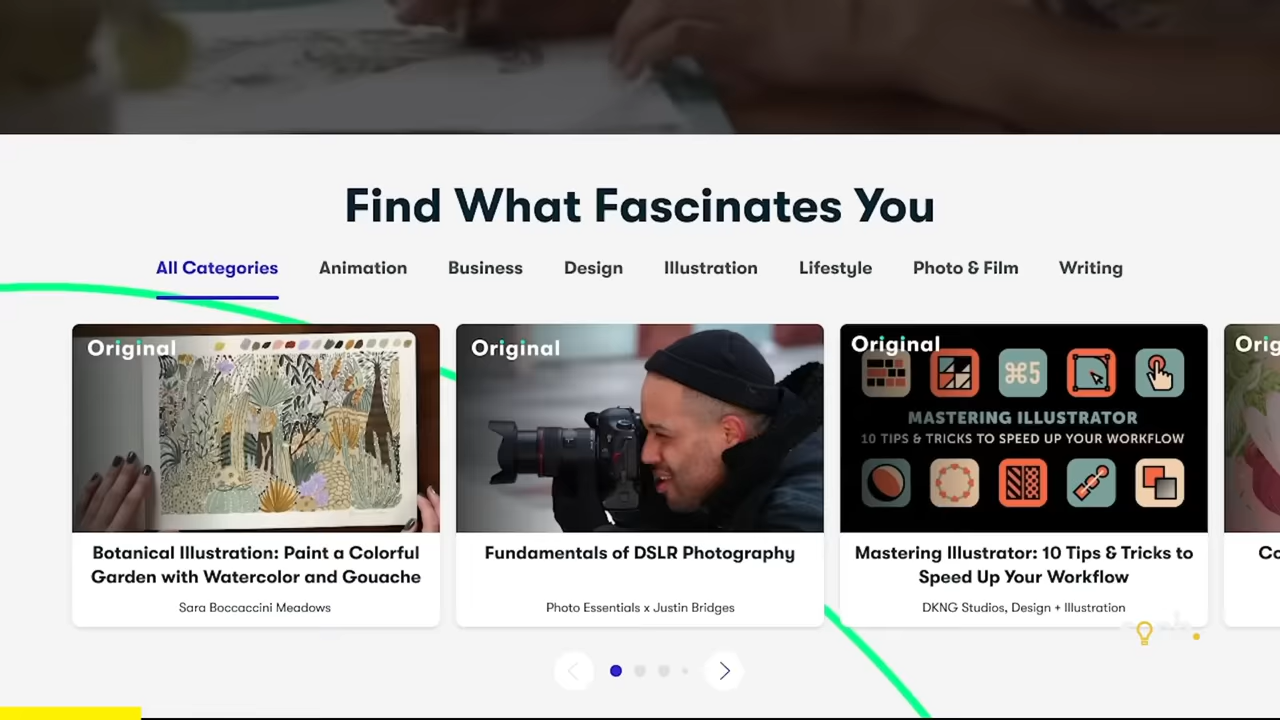 Find What Fascinates You
All Categories Animation Business Design Illustration Lifestyle Photo & Film Writing
Original
Original
Original
Orig
⌘5
MASTERING ILLUSTRATOR
10 TIPS & TRICKS TO SPEED UP YOUR WORKFLOW
Botanical Illustration: Paint a Colorful
Garden with Watercolor and Gouache
Sara Boccaccini Meadows
Fundamentals of DSLR Photography
Photo Essentials x Justin Bridges
Mastering Illustrator: 10 Tips & Tricks to
Speed Up Your Workflow
DKNG Studios, Design + Illustration
Co